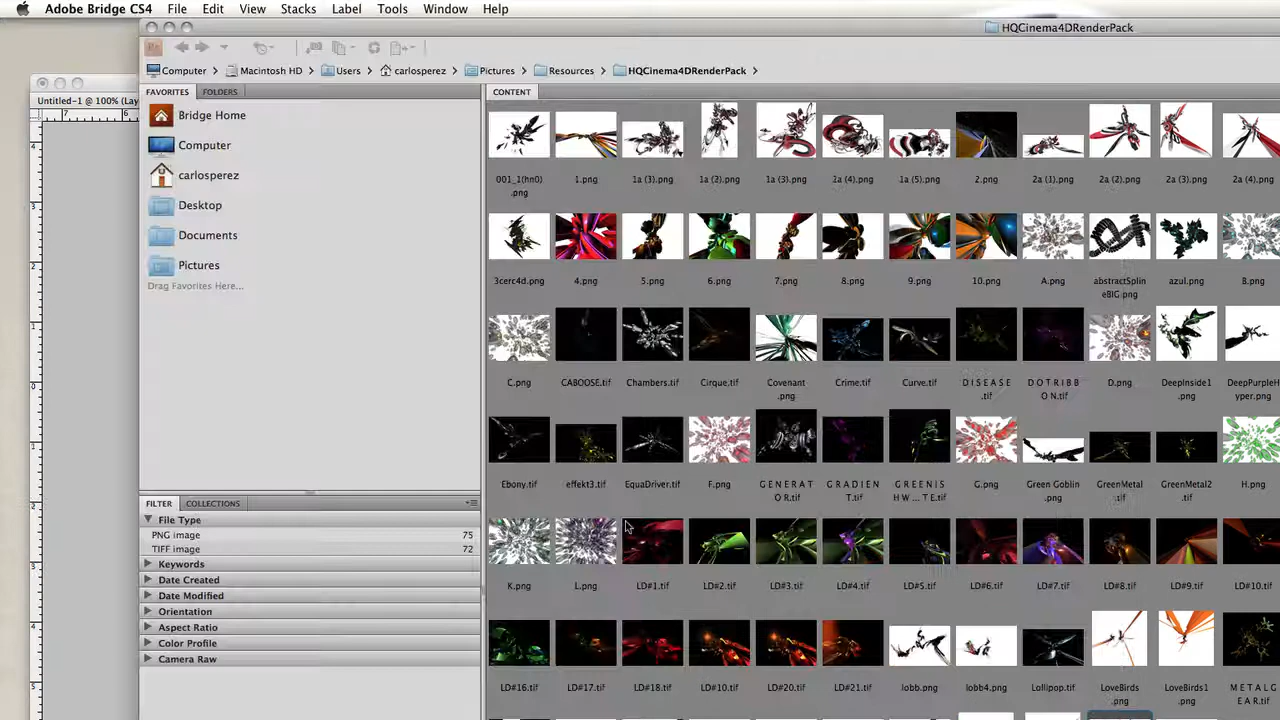 Adobe Bridge CS4 File Edit View Stacks Label Tools Window Help
HQCinema4DRenderPack
Computer Macintosh HD Users carlosperez Pictures Resources HQCinema4DRenderPack
Untitled-1 @ 100% (Lay
7 6
FAVORITES FOLDERS
Bridge Home
Computer
carlosperez
Desktop
Documents
Pictures
Drag Favorites Here...
FILTER COLLECTIONS
File Type
PNG image 75
TIFF image 72
Keywords
Date Created
Date Modified
Orientation
Aspect Ratio
Color Profile
Camera Raw
CONTENT
001_1(hn0) 1.png 1a (3).png 1a (2).png 1a (3).png 1a (4).png 1a (5).png 2.png 2a (1).png 2a (2).png 2a (3).png 2a (4).png
.png
3cerc4d.png 4.png 5.png 6.png 7.png 8.png 9.png 10.png A.png abstractSplin azul.png B.png
eBIG.png
C.png CABOOSE.tif Chambers.tif Cirque.tif Covenant Crime.tif Curve.tif D I S E A S E D O T R I B B D.png DeepInside1 DeepPurpleH
.png .tif O N.tif .png yper.png
Ebony.tif effekt3.tif EquaDriver.tif F.png G E N E R A T G R A D I E N G R E E N I S G.png Green Goblin GreenMetal GreenMetal2 H.png
O R.tif T.tif H W ... T E.tif .png .tif .tif
K.png L.png LD#1.tif LD#2.tif LD#3.tif LD#4.tif LD#5.tif LD#6.tif LD#7.tif LD#8.tif LD#9.tif LD#10.tif
LD#16.tif LD#17.tif LD#18.tif LD#10.tif LD#20.tif LD#21.tif lobb.png lobb4.png Lollipop.tif LoveBirds LoveBirds1 M E T A L G
.png .png E A R.tif